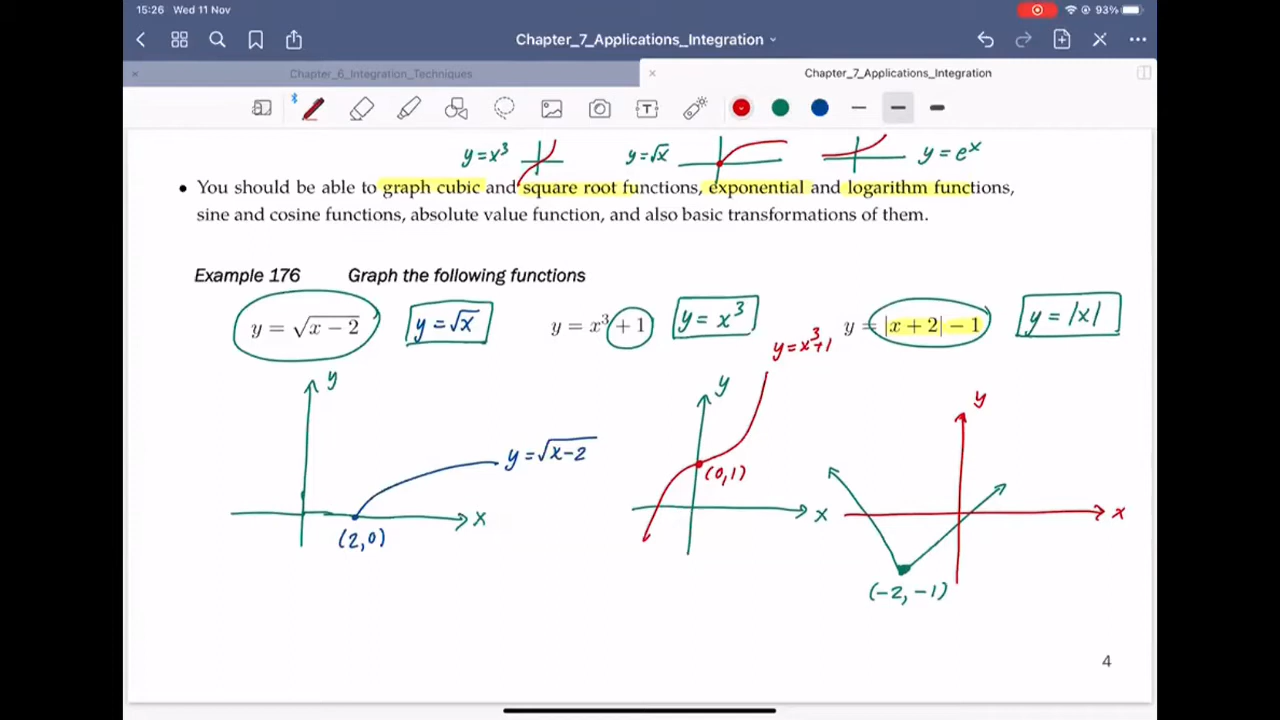 15:26 Wed 11 Nov
93%
Chapter_7_Applications_Integration
Chapter_6_Integration_Techniques
Chapter_7_Applications_Integration
y=x³ y=√x y=eˣ
• You should be able to graph cubic and square root functions, exponential and logarithm functions,
sine and cosine functions, absolute value function, and also basic transformations of them.
Example 176 Graph the following functions
y = √(x − 2) y=√x y = x³ + 1 y = x³ y = |x + 2| − 1 y = |x|
y=x³+1
y y y
y=√(x-2)
(0,1)
x x x
(2,0)
(-2,-1)
4